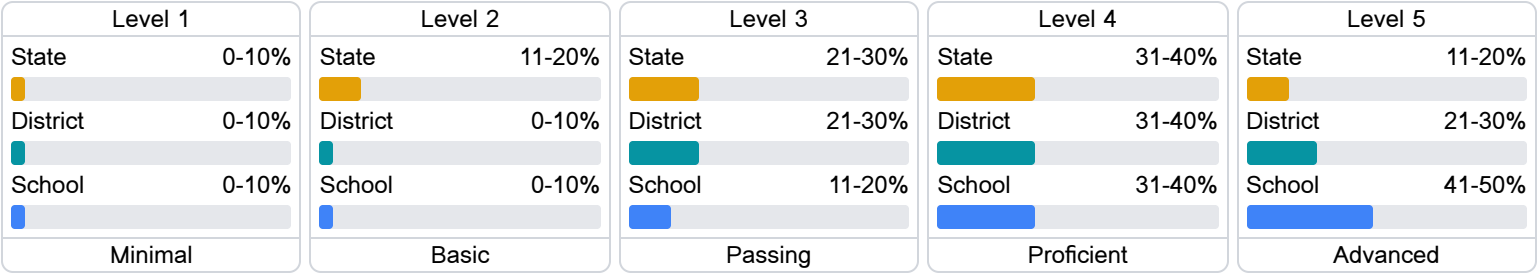 Level 1
State 0-10%
District 0-10%
School 0-10%
Minimal
Level 2
State 11-20%
District 0-10%
School 0-10%
Basic
Level 3
State 21-30%
District 21-30%
School 11-20%
Passing
Level 4
State 31-40%
District 31-40%
School 31-40%
Proficient
Level 5
State 11-20%
District 21-30%
School 41-50%
Advanced